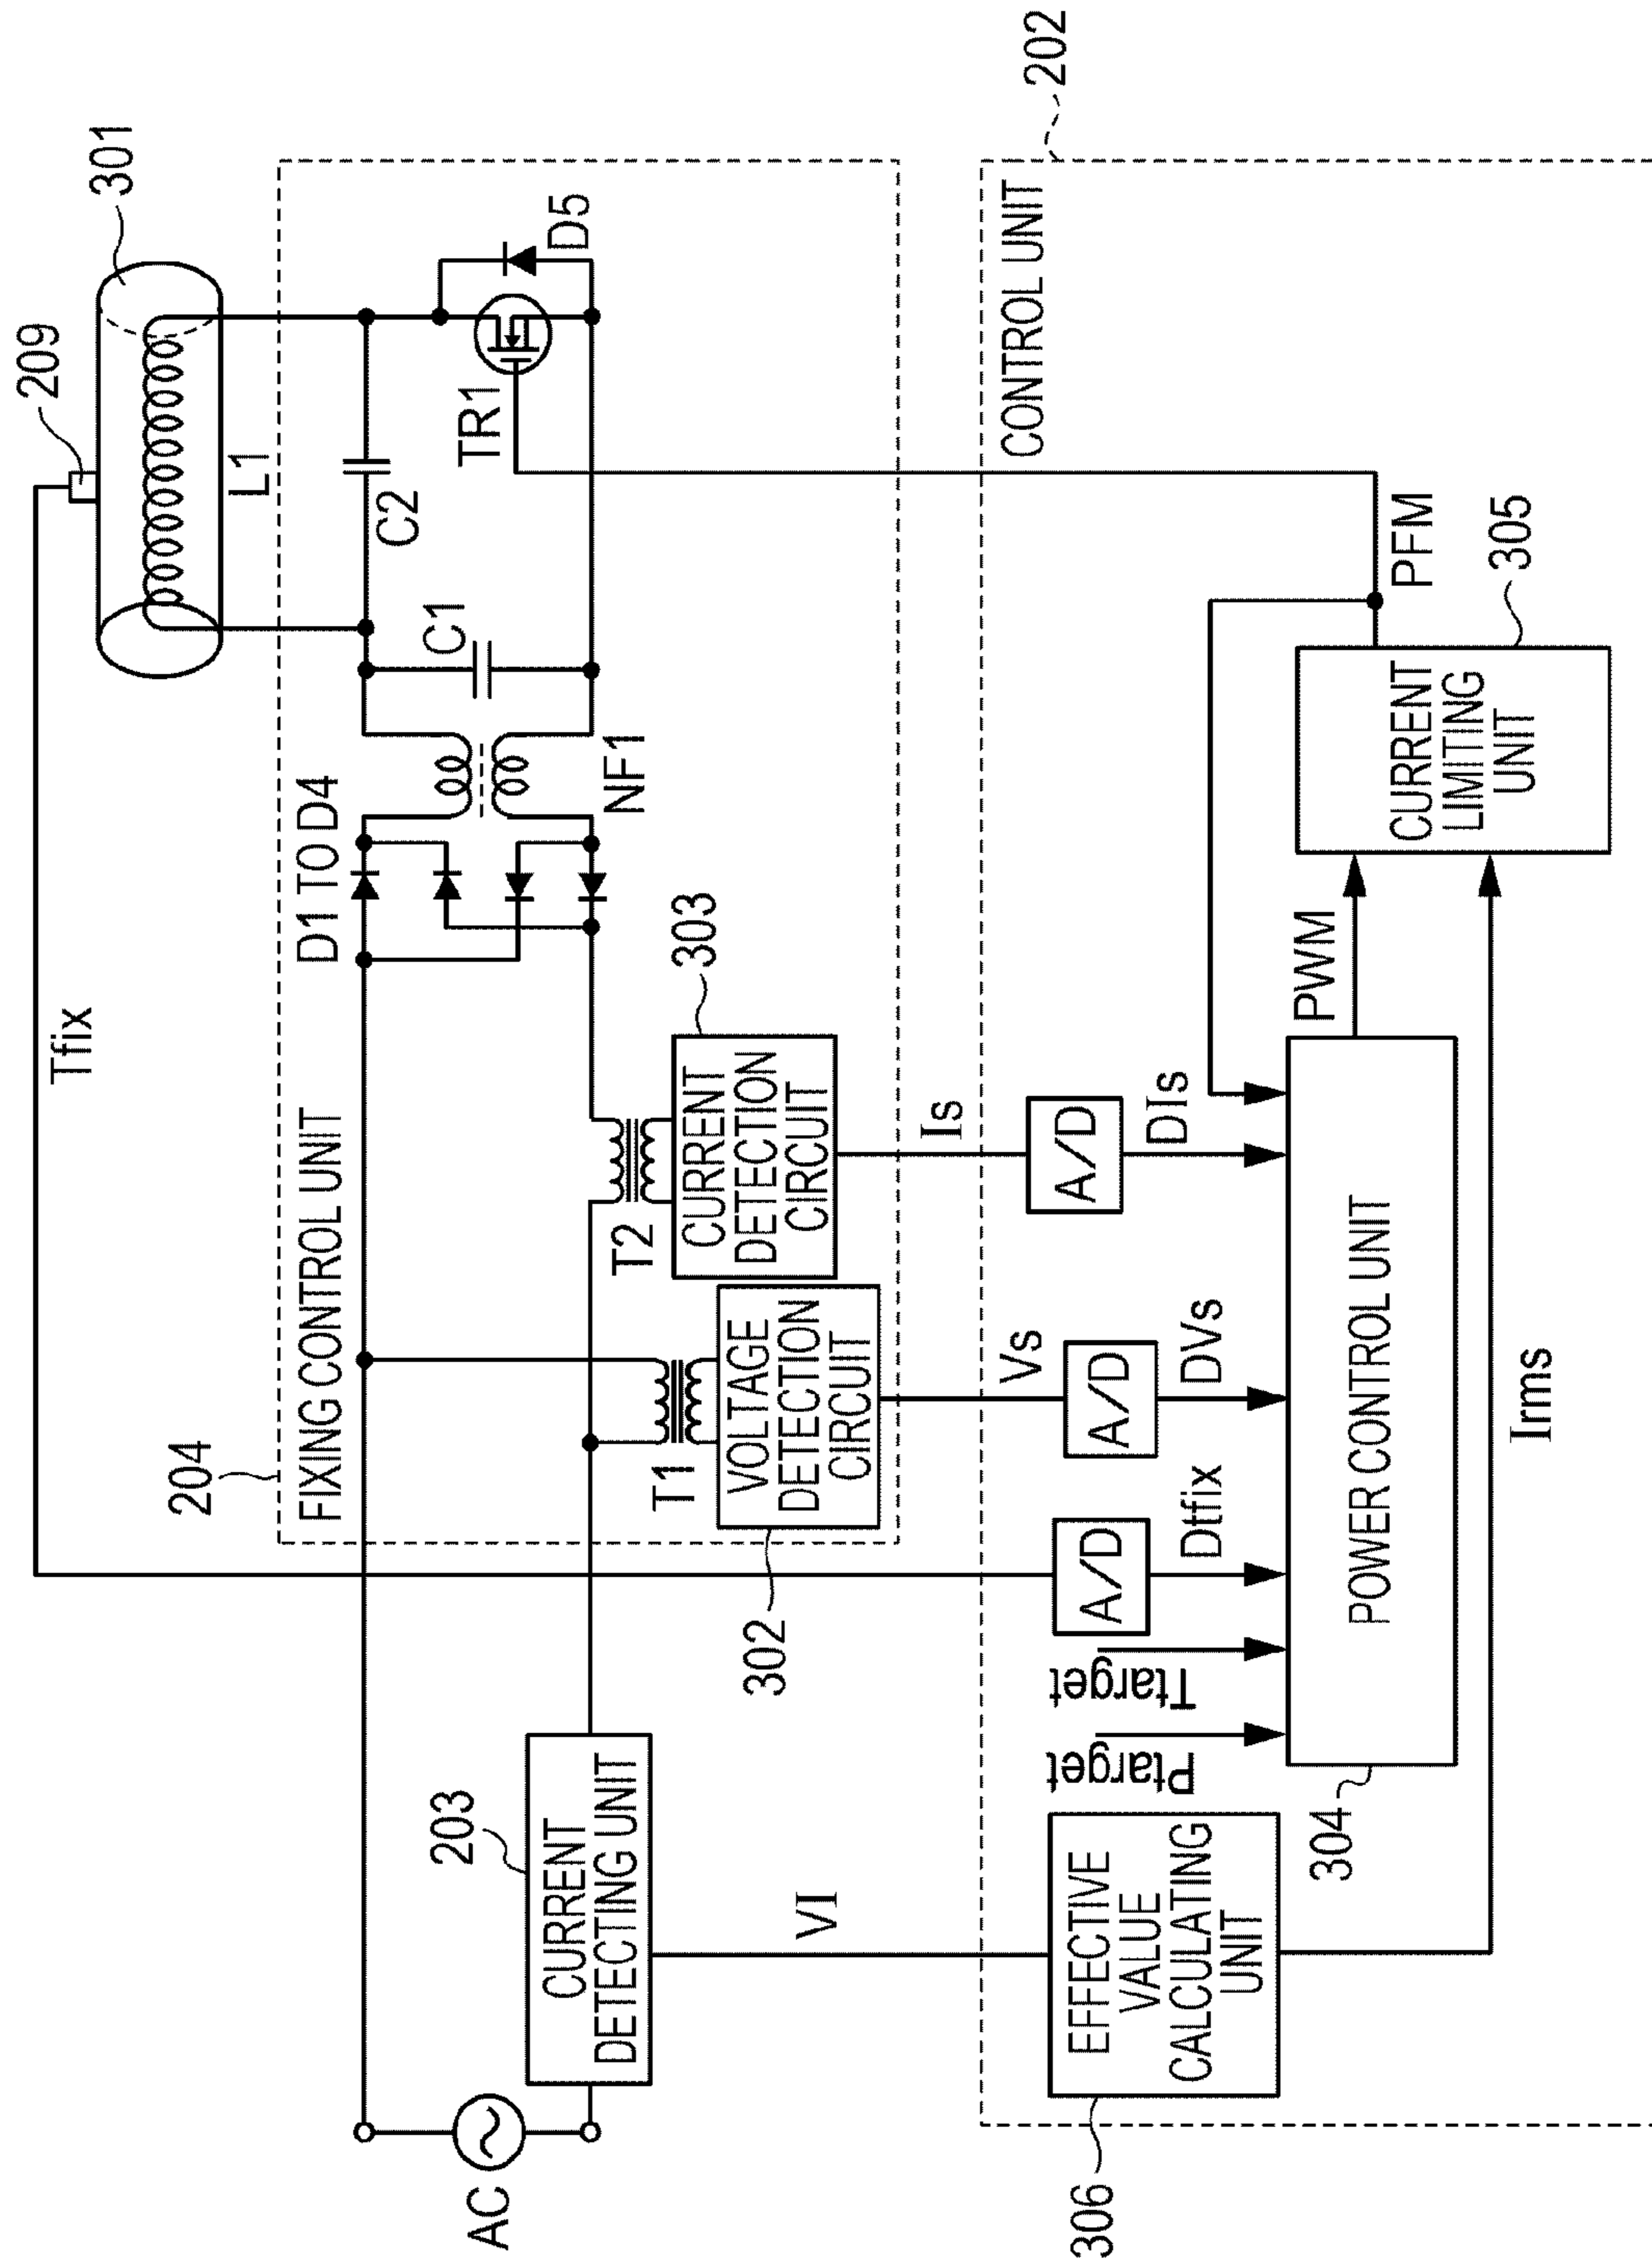 209
301
Tfix
L1
204
FIXING CONTROL UNIT
D1 TO D4
C2
C1
D5
TR1
NF1
203
CURRENT
DETECTING UNIT
AC
T1
T2
303
VOLTAGE
DETECTION
CIRCUIT
CURRENT
DETECTION
CIRCUIT
302
VI
Vs
Is
202
CONTROL UNIT
306
EFFECTIVE
VALUE
CALCULATING
UNIT
Ptarget
Ttarget
A/D
Dtfix
A/D
DVs
A/D
DIs
304
POWER CONTROL UNIT
PWM
PFM
305
CURRENT
LIMITING
UNIT
Irms